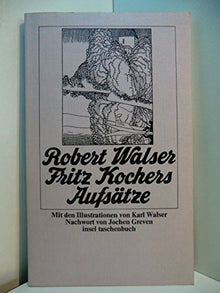 Robert Walser
Fritz Kochers
Aufsätze
Mit den Illustrationen von Karl Walser
Nachwort von Jochen Greven
insel taschenbuch